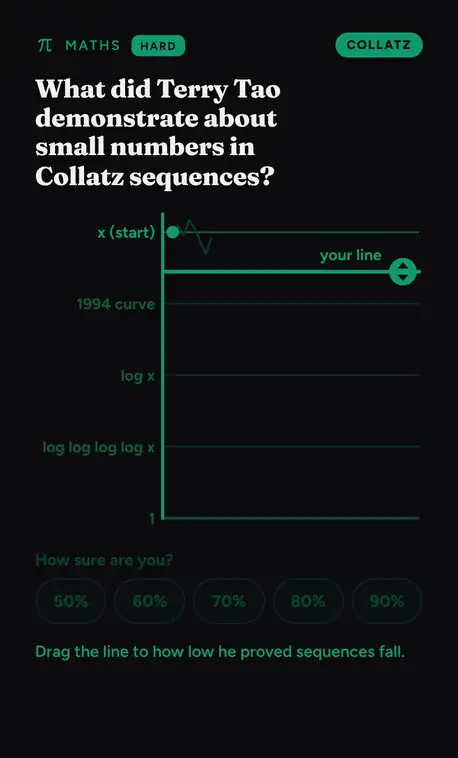 π MATHS HARD COLLATZ
What did Terry Tao
demonstrate about
small numbers in
Collatz sequences?
x (start)
your line
1994 curve
log x
log log log log x
1
How sure are you?
50% 60% 70% 80% 90%
Drag the line to how low he proved sequences fall.